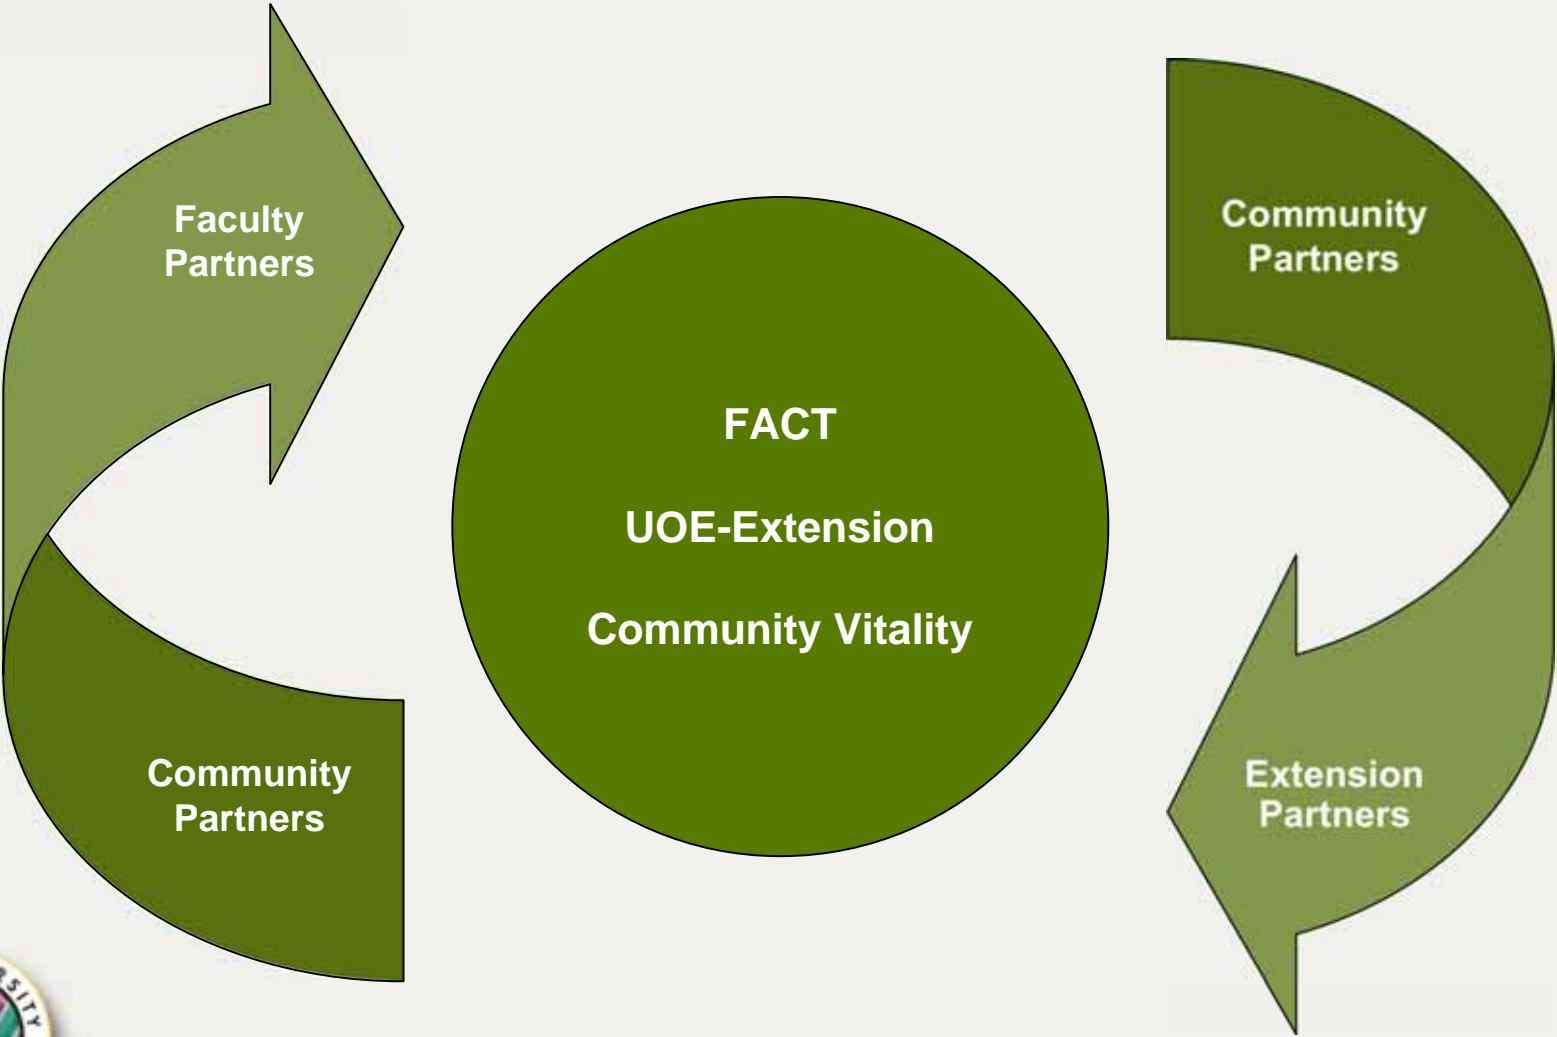 Faculty
Partners
Community
Partners
FACT
UOE-Extension
Community Vitality
Community
Partners
Extension
Partners